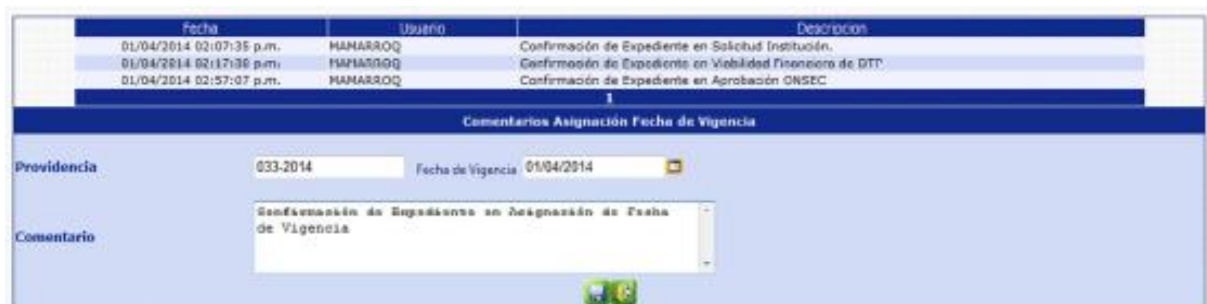 Fecha Usuario Descripcion
01/04/2014 02:07:35 p.m. MAMARROQ Confirmación de Expediente en Solicitud Institución.
01/04/2014 02:17:38 p.m. MAMARROQ Confirmación de Expediente en Viabilidad Financiera de DTP
01/04/2014 02:57:07 p.m. MAMARROQ Confirmación de Expediente en Aprobación ONSEC
1
Comentarios Asignación Fecha de Vigencia
Providencia 033-2014 Fecha de Vigencia 01/04/2014
Confirmación de Expediente en Asignación de Fecha
de Vigencia
Comentario